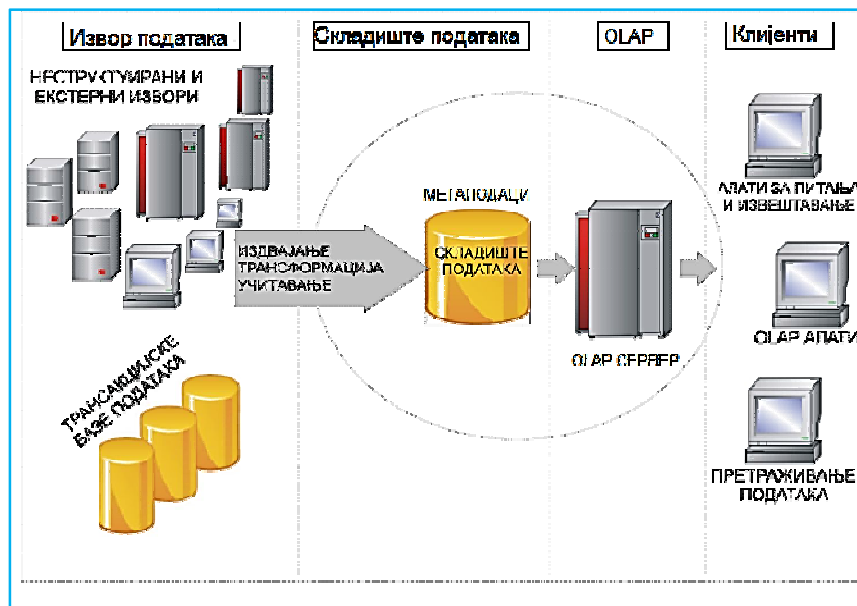 Извор података
Складиште података
OLAP
Клијенти
НЕСТРУКТУИРАНИ И
ЕКСТЕРНИ ИЗВОРИ
МЕТАПОДАЦИ
АЛАТИ ЗА ПИТАЊА
И ИЗВЕШТАВАЊЕ
ИЗДВАЈАЊЕ
ТРАНСФОРМАЦИЈА
УЧИТАВАЊЕ
СКЛАДИШТЕ
ПОДАТАКА
OLAP АЛАТИ
OLAP СЕРВЕР
ТРАНСАКЦИЈСКЕ
БАЗЕ ПОДАТАКА
ПРЕТРАЖИВАЊЕ
ПОДАТАКА